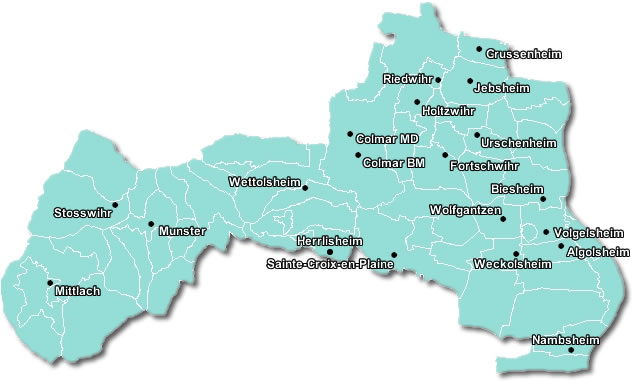 Grussenheim
Riedwihr
Jebsheim
Holtzwihr
Colmar MD
Urschenheim
Colmar BM
Fortschwihr
Wettolsheim
Biesheim
Stosswihr
Wolfgantzen
Munster
Volgelsheim
Herrlisheim
Algolsheim
Sainte-Croix-en-Plaine
Weckolsheim
Mittlach
Nambsheim